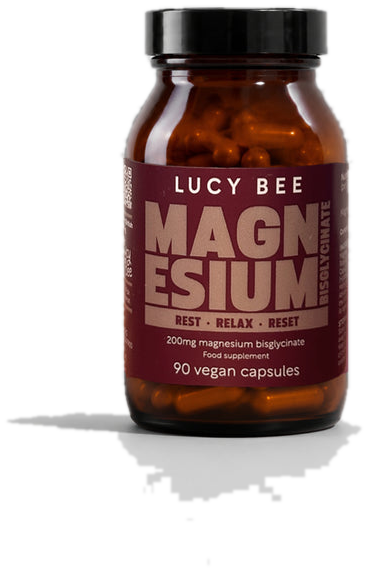 LUCY BEE
MAGN
ESIUM
BISGLYCINATE
REST · RELAX · RESET
200mg magnesium bisglycinate
Food supplement
90 vegan capsules